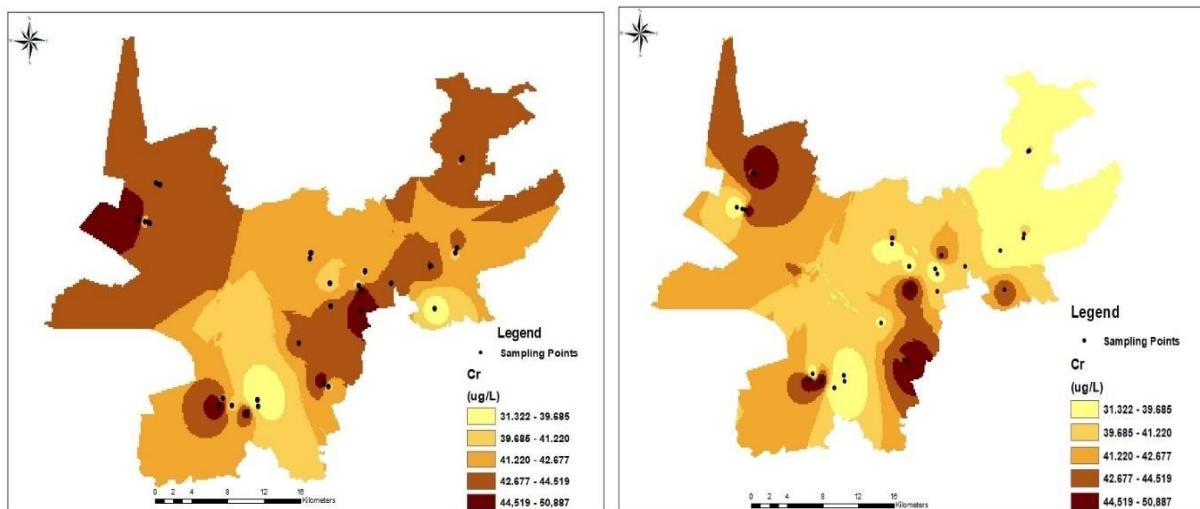 Legend
Sampling Points
Cr
(ug/L)
31.322 - 39.685
39.685 - 41.220
41.220 - 42.677
42.677 - 44.519
44.519 - 50.887
0 2 4 8 12 16
Kilometers
Legend
Sampling Points
Cr
(ug/L)
31.322 - 39.685
39.685 - 41.220
41.220 - 42.677
42.677 - 44.519
44.519 - 50.887
0 2 4 8 12 16
Kilometers